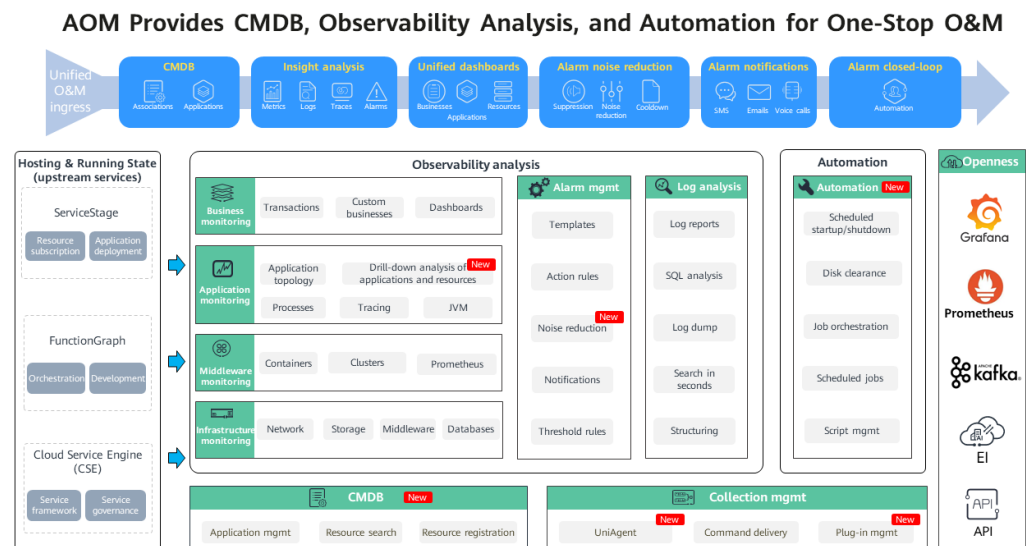 AOM Provides CMDB, Observability Analysis, and Automation for One-Stop O&M
Unified
O&M
ingress
CMDB
Associations
Applications
Insight analysis
Metrics
Logs
Traces
Alarms
Unified dashboards
Businesses
Applications
Resources
Alarm noise reduction
Suppression
Noise
reduction
Cooldown
Alarm notifications
SMS
Emails
Voice calls
Alarm closed-loop
Automation
Hosting & Running State
(upstream services)
ServiceStage
Resource
subscription
Application
deployment
FunctionGraph
Orchestration
Development
Cloud Service Engine
(CSE)
Service
framework
Service
governance
Observability analysis
Business
monitoring
Transactions
Custom
businesses
Dashboards
Application
monitoring
Application
topology
Drill-down analysis of
applications and resources
New
Processes
Tracing
JVM
Middleware
monitoring
Containers
Clusters
Prometheus
Infrastructure
monitoring
Network
Storage
Middleware
Databases
Alarm mgmt
Templates
Action rules
Noise reduction
New
Notifications
Threshold rules
Log analysis
Log reports
SQL analysis
Log dump
Search in
seconds
Structuring
Automation
Automation
New
Scheduled
startup/shutdown
Disk clearance
Job orchestration
Scheduled jobs
Script mgmt
CMDB
New
Application mgmt
Resource search
Resource registration
Collection mgmt
UniAgent
New
Command delivery
Plug-in mgmt
New
Openness
Grafana
Prometheus
APACHE
kafka
EI
API
API